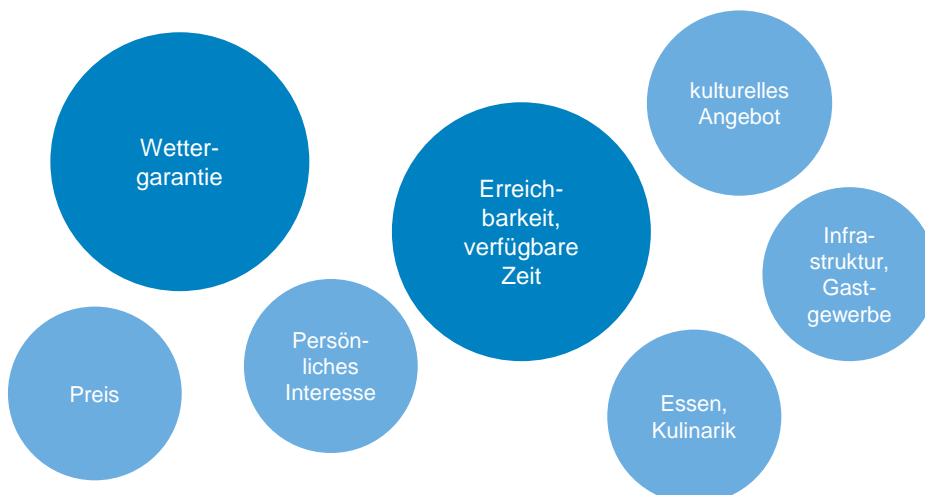 Wetter-
garantie
Erreich-
barkeit,
verfügbare
Zeit
kulturelles
Angebot
Infra-
struktur,
Gast-
gewerbe
Preis
Persön-
liches
Interesse
Essen,
Kulinarik